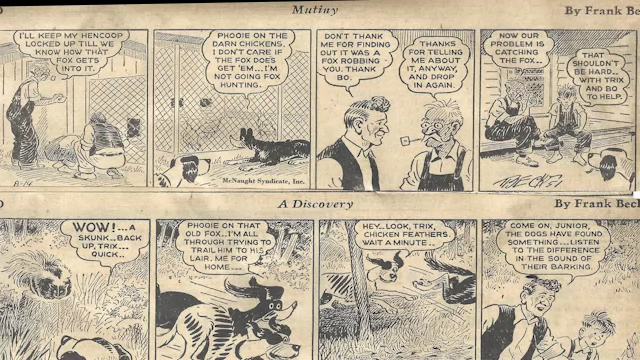 Mutiny
By Frank Be
I'LL KEEP MY HENCOOP
LOCKED UP TILL WE
KNOW HOW THAT
FOX GETS
INTO IT.
8-14
PHOOIE ON THE
DARN CHICKENS.
I DON'T CARE IF
THE FOX DOES
GET 'EM...I'M
NOT GOING FOX
HUNTING.
McNaught Syndicate, Inc.
DON'T THANK
ME FOR FINDING
OUT IT WAS A
FOX ROBBING
YOU. THANK
BO.
THANKS
FOR TELLING
ME ABOUT
IT, ANYWAY,
AND DROP
IN AGAIN.
NOW OUR
PROBLEM IS
CATCHING
THE FOX..
THAT
SHOULDN'T
BE HARD..
WITH TRIX
AND BO
TO HELP.
A Discovery
By Frank Beck
WOW!...A
SKUNK..BACK
UP, TRIX...
QUICK..
PHOOIE ON THAT
OLD FOX...I'M ALL
THROUGH TRYING TO
TRAIL HIM TO HIS
LAIR. ME FOR
HOME...
HEY..LOOK, TRIX,
CHICKEN FEATHERS.
WAIT A MINUTE..
COME ON, JUNIOR,
THE DOGS HAVE FOUND
SOMETHING...LISTEN
TO THE DIFFERENCE
IN THE SOUND OF
THEIR BARKING.